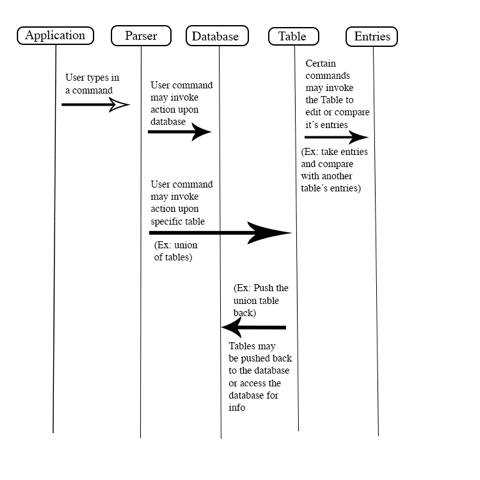 Application
Parser
Database
Table
Entries
User types in
a command
User command
may invoke
action upon
database
Certain
commands
may invoke
the Table to
edit or compare
it's entries
(Ex: take entries
and compare
with another
table's entries)
User command
may invoke
action upon
specific table
(Ex: union
of tables)
(Ex: Push the
union table
back)
Tables may
be pushed back
to the database
or access the
database for
info